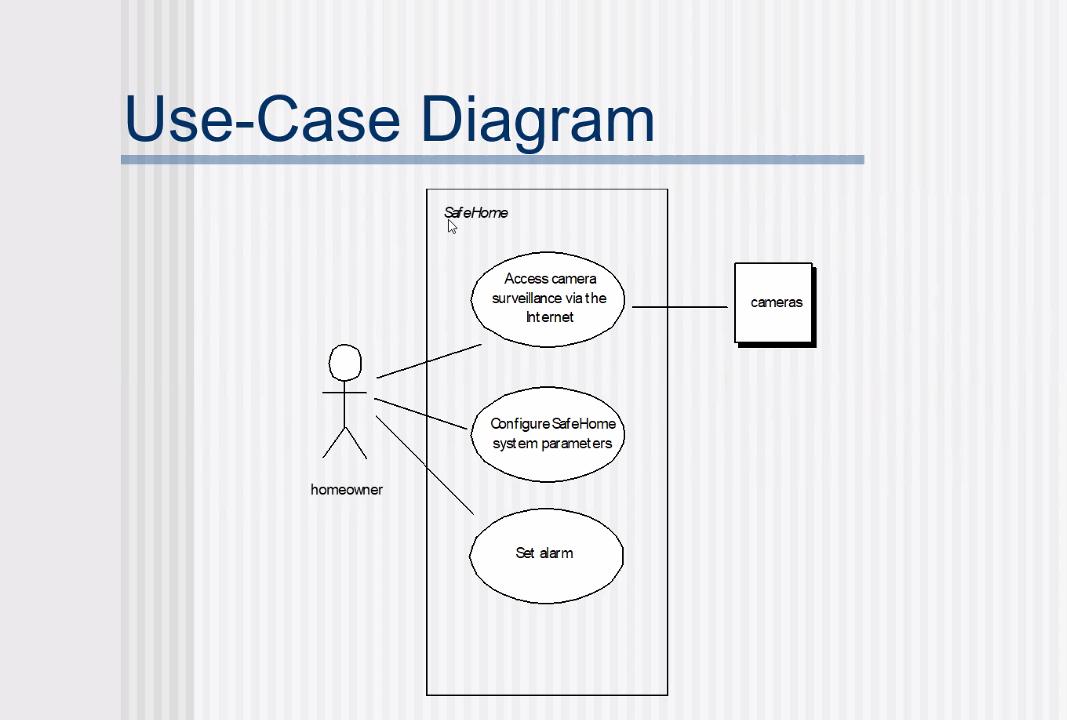 Use-Case Diagram
SafeHome
Access camera
surveillance via the
Internet
cameras
Configure SafeHome
system parameters
homeowner
Set alarm